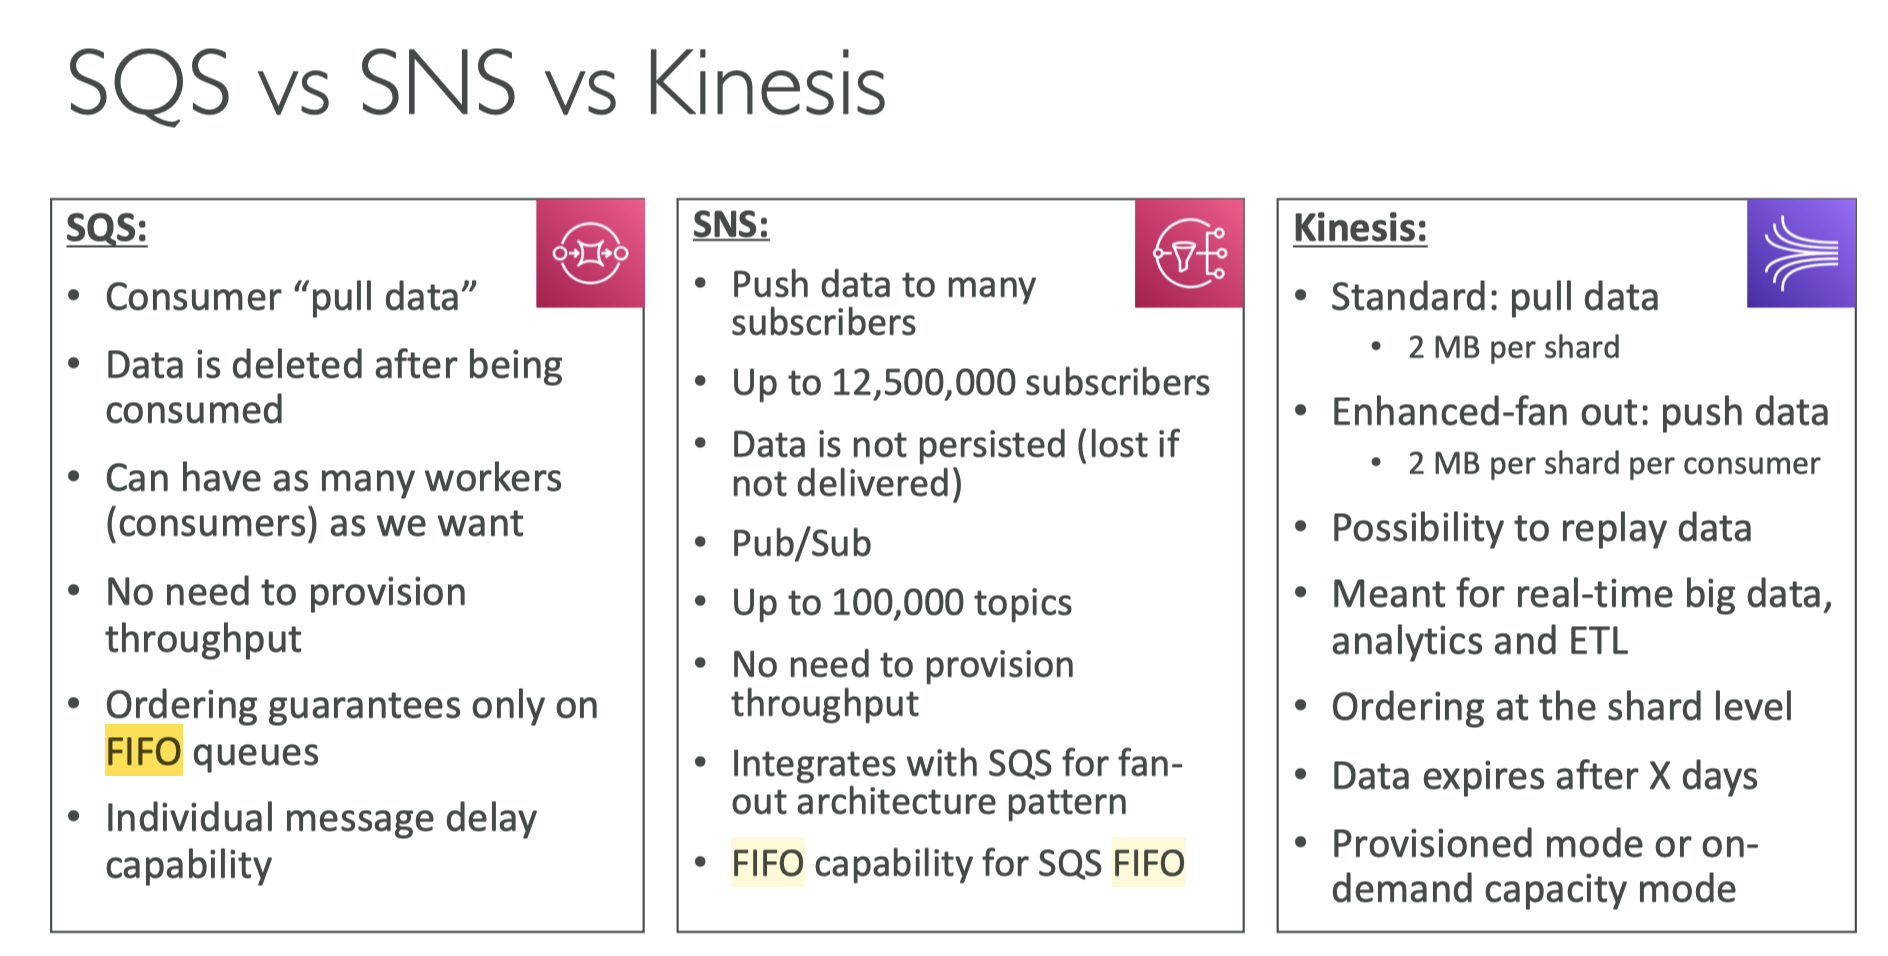 SQS vs SNS vs Kinesis
SQS:
• Consumer “pull data”
• Data is deleted after being
consumed
• Can have as many workers
(consumers) as we want
• No need to provision
throughput
• Ordering guarantees only on
FIFO queues
• Individual message delay
capability
SNS:
• Push data to many
subscribers
• Up to 12,500,000 subscribers
• Data is not persisted (lost if
not delivered)
• Pub/Sub
• Up to 100,000 topics
• No need to provision
throughput
• Integrates with SQS for fan-
out architecture pattern
• FIFO capability for SQS FIFO
Kinesis:
• Standard: pull data
• 2 MB per shard
• Enhanced-fan out: push data
• 2 MB per shard per consumer
• Possibility to replay data
• Meant for real-time big data,
analytics and ETL
• Ordering at the shard level
• Data expires after X days
• Provisioned mode or on-
demand capacity mode